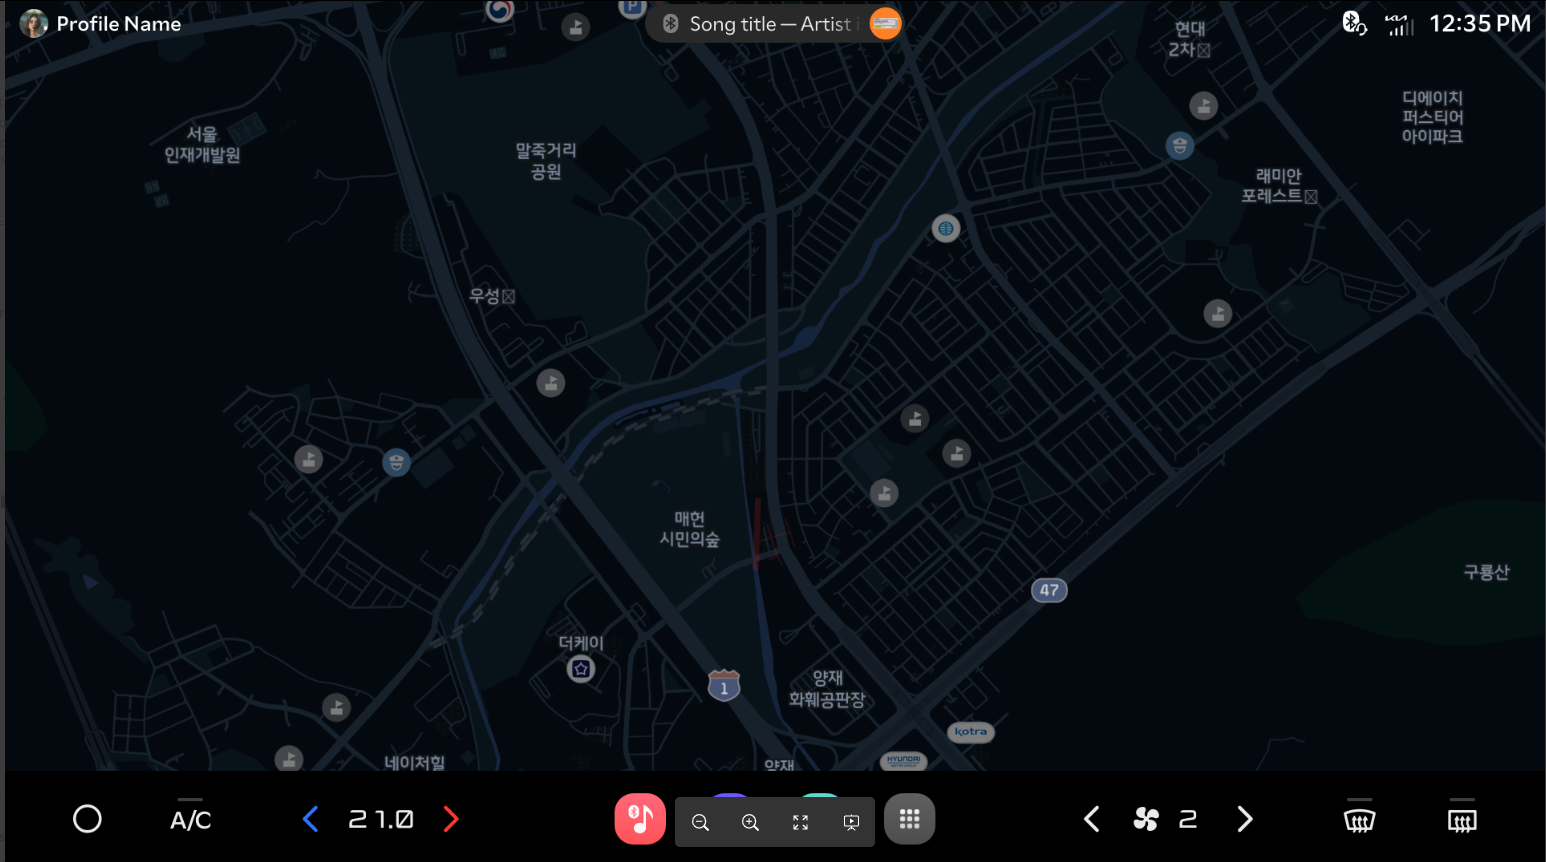 Profile Name
Song title — Artist
12:35 PM
현대
2차
디에이치
퍼스티어
아이파크
서울
인재개발원
말죽거리
공원
래미안
포레스트
우성
매헌
시민의숲
구룡산
47
더케이
1
양재
화훼공판장
kotra
HYUNDAI
네이처힐
양재
A/C
21.0
2